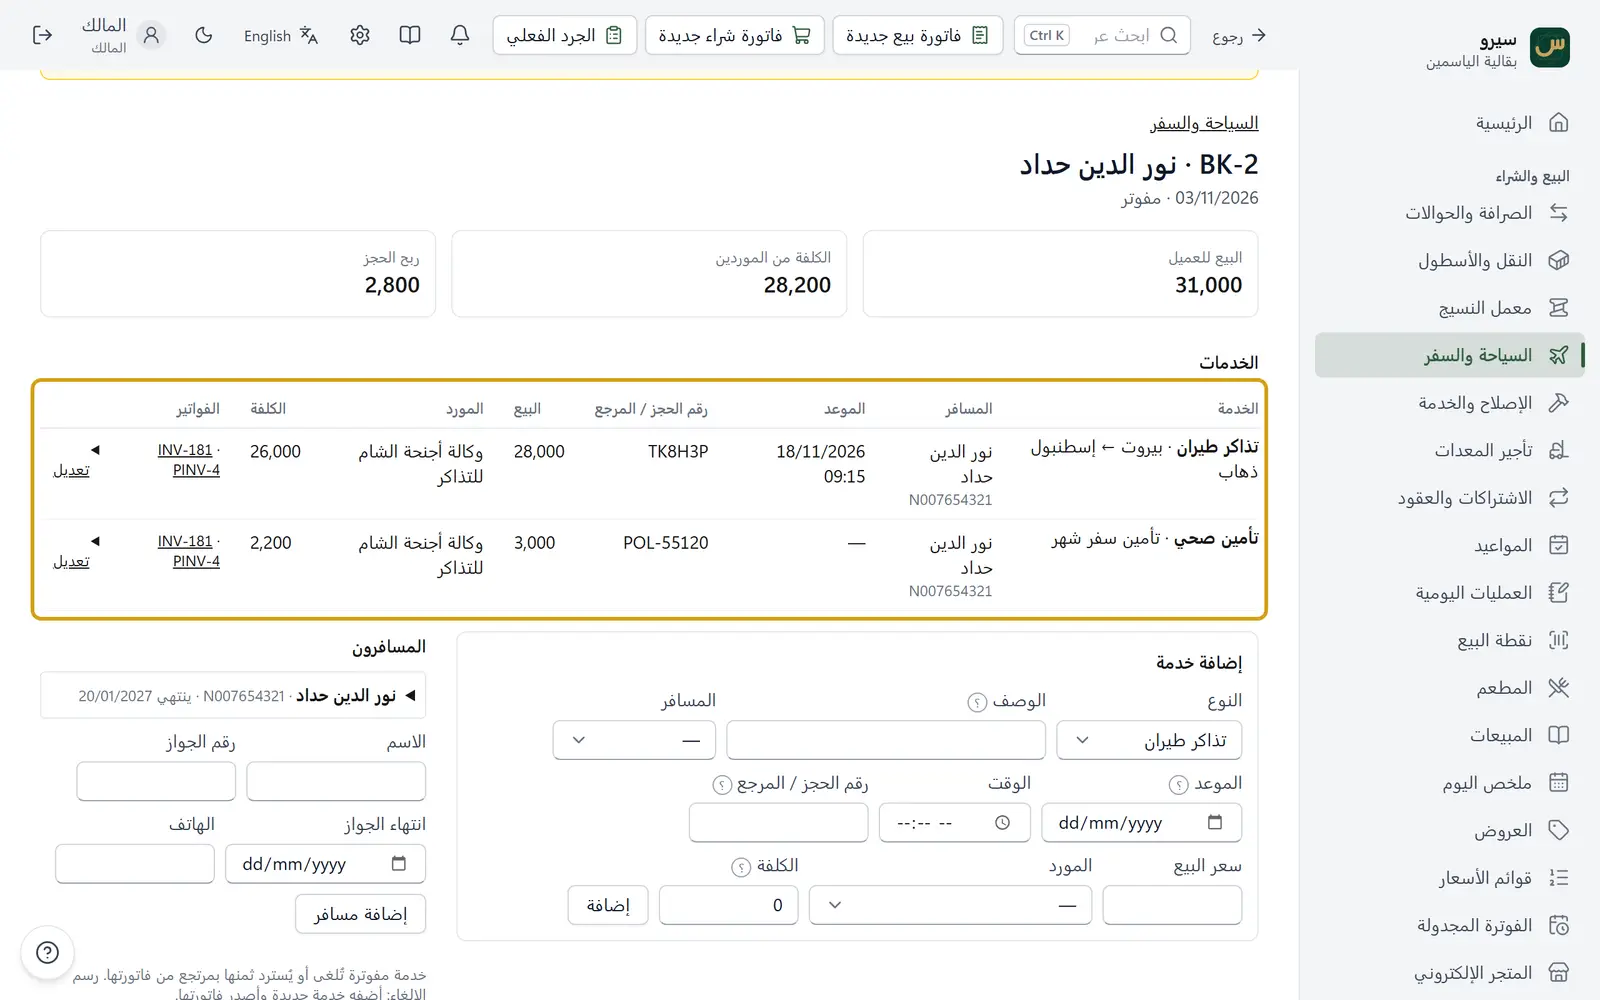 سيرو
بقالية الياسمين
الرئيسية
البيع والشراء
الصرافة والحوالات
النقل والأسطول
معمل النسيج
السياحة والسفر
الإصلاح والخدمة
تأجير المعدات
الاشتراكات والعقود
المواعيد
العمليات اليومية
نقطة البيع
المطعم
المبيعات
ملخص اليوم
العروض
قوائم الأسعار
الفوترة المجدولة
المتجر الإلكتروني
رجوع
ابحث عن
Ctrl K
فاتورة بيع جديدة
فاتورة شراء جديدة
الجرد الفعلي
English
المالك
المالك
السياحة والسفر
BK-2 · نور الدين حداد
03/11/2026 · مفوتر
البيع للعميل
31,000
الكلفة من الموردين
28,200
ربح الحجز
2,800
الخدمات
الخدمة المسافر الموعد رقم الحجز / المرجع البيع المورد الكلفة الفواتير
تذاكر طيران · بيروت ← إسطنبول
ذهاب
نور الدين
حداد
N007654321
18/11/2026
09:15
TK8H3P
28,000
وكالة أجنحة الشام
للتذاكر
26,000
INV-181 ·
PINV-4
تعديل
تأمين صحي · تأمين سفر شهر
نور الدين
حداد
N007654321
—
POL-55120
3,000
وكالة أجنحة الشام
للتذاكر
2,200
INV-181 ·
PINV-4
تعديل
إضافة خدمة
النوع الوصف ؟ المسافر
تذاكر طيران —
الموعد ؟ الوقت رقم الحجز / المرجع ؟
dd/mm/yyyy --:-- --
سعر البيع المورد الكلفة ؟
— 0 إضافة
المسافرون
نور الدين حداد · N007654321 · ينتهي 20/01/2027
الاسم رقم الجواز
انتهاء الجواز الهاتف
dd/mm/yyyy
إضافة مسافر
خدمة مفوترة تُلغى أو يُسترد ثمنها بمرتجع من فاتورتها. رسم
الإلغاء: أضفه خدمة جديدة وأصدر فاتورتها.